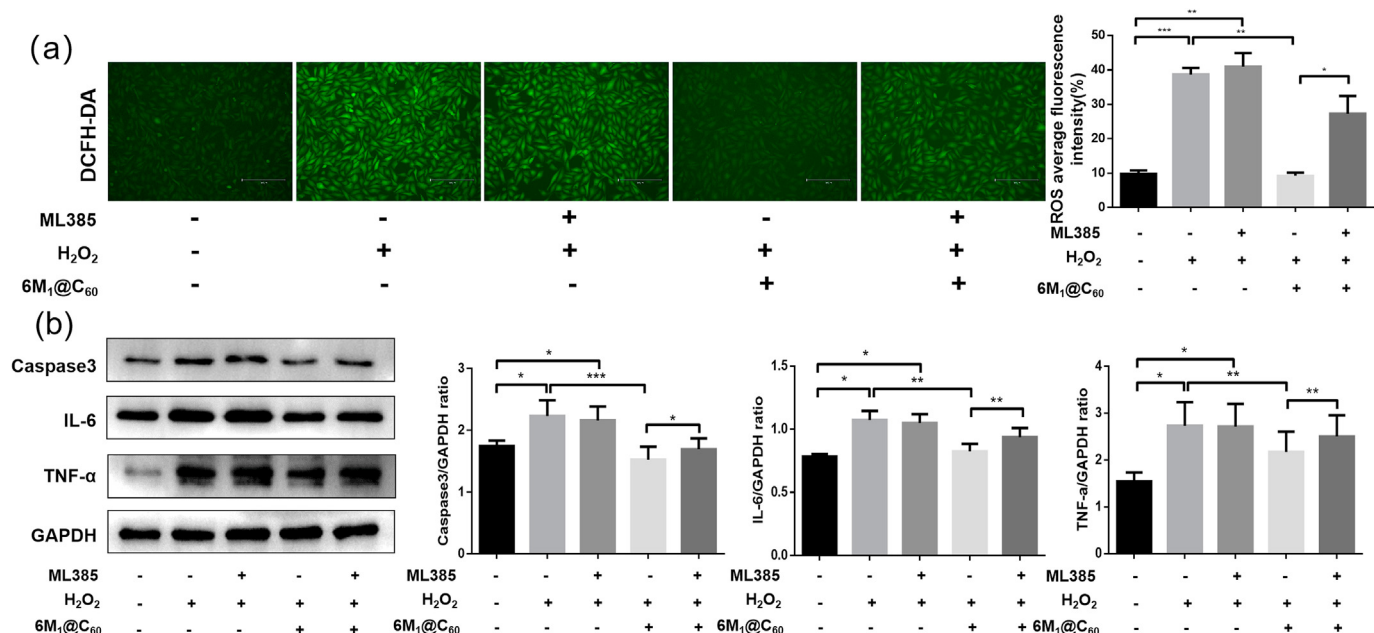 (a)
DCFH-DA
ML385 - - + - +
H₂O₂ - + + + +
6M₁@C₆₀ - - - + +
ROS average fluorescence
intensity(%)
50
40
30
20
10
0
**
***
**
*
ML385 - - + - +
H₂O₂ - + + + +
6M₁@C₆₀ - - - + +
(b)
Caspase3
IL-6
TNF-α
GAPDH
ML385 - - + - +
H₂O₂ - + + + +
6M₁@C₆₀ - - - + +
Caspase3/GAPDH ratio
3
2
1
0
*
*
***
*
ML385 - - + - +
H₂O₂ - + + + +
6M₁@C₆₀ - - - + +
IL-6/GAPDH ratio
1.5
1.0
0.5
0.0
*
*
**
**
ML385 - - + - +
H₂O₂ - + + + +
6M₁@C₆₀ - - - + +
TNF-a/GAPDH ratio
4
3
2
1
0
*
*
**
**
ML385 - - + - +
H₂O₂ - + + + +
6M₁@C₆₀ - - - + +